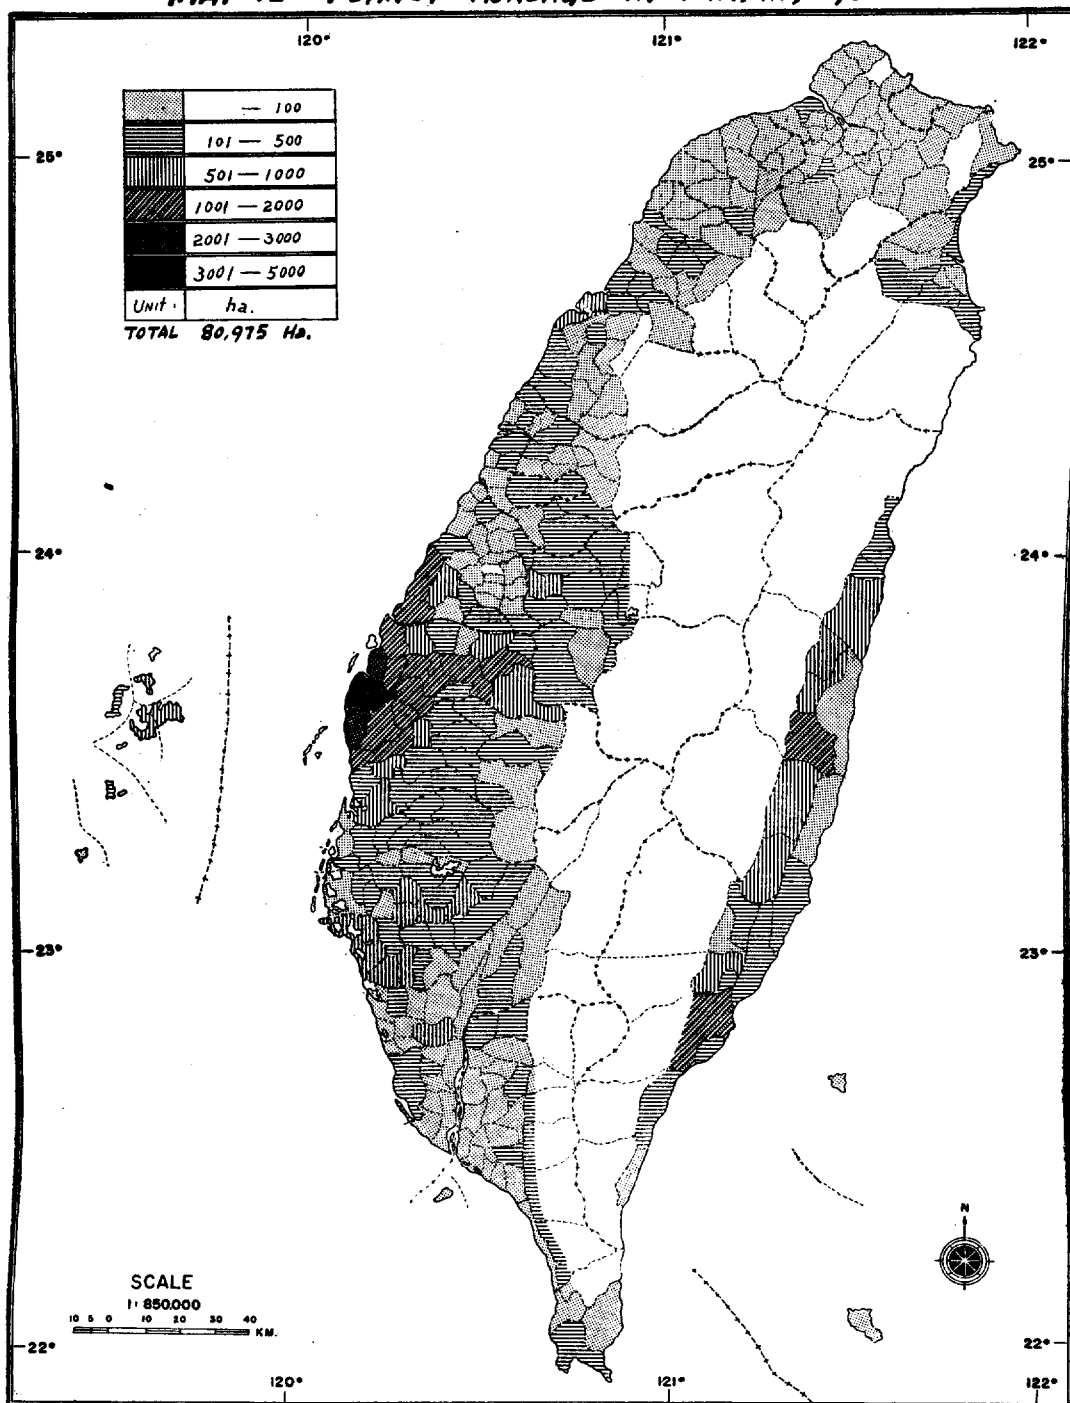 120° 121° 122°
— 100
101 — 500
501 — 1000
1001 — 2000
2001 — 3000
3001 — 5000
Unit: ha.
TOTAL 80,975 Ha.
25° 25°
24° 24°
23° 23°
N
SCALE
1:850.000
10 5 0 10 20 30 40 KM.
22° 22°
120° 121° 122°